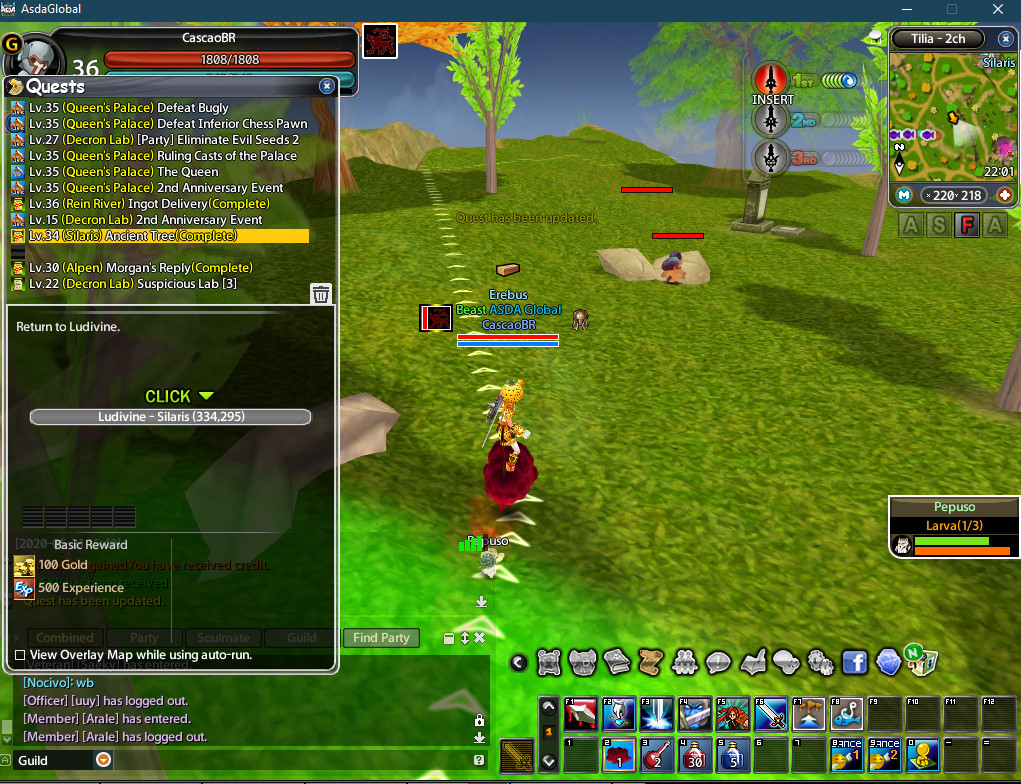 AsdaGlobal
G
CascaoBR
36
1808/1808
Quests
Lv.35 (Queen's Palace) Defeat Bugly
Lv.35 (Queen's Palace) Defeat Inferior Chess Pawn
Lv.27 (Decron Lab) [Party] Eliminate Evil Seeds 2
Lv.35 (Queen's Palace) Ruling Casts of the Palace
Lv.35 (Queen's Palace) The Queen
Lv.35 (Queen's Palace) 2nd Anniversary Event
Lv.36 (Rein River) Ingot Delivery(Complete)
Lv.15 (Decron Lab) 2nd Anniversary Event
Lv.34 (Silaris) Ancient Tree(Complete)
Lv.30 (Alpen) Morgan's Reply(Complete)
Lv.22 (Decron Lab) Suspicious Lab [3]
Return to Ludivine.
CLICK
Ludivine - Silaris (334,295)
Basic Reward
100 Gold
500 Experience
Quest has been updated.
View Overlay Map while using auto-run.
Combined
Party
Soulmate
Guild
Find Party
[Veteran] [Saeky] has entered.
[Nocivo]: wb
[Officer] [uuy] has logged out.
[Member] [Arale] has entered.
[Member] [Arale] has logged out.
Guild
Quest has been updated.
Erebus
Beast ASDA Global
CascaoBR
Pepuso
1ST
INSERT
2ND
3RD
Tilia - 2ch
Silaris
N
22:01
M
x 220 y 218
A S F A
Pepuso
Larva(1/3)
N
F1 F2 F3 F4 F5 F6 F7 F8 F9 F10 F11 F12
1
1 2 3 4 5 6 7 8 9 0 - =
1 2 30 5